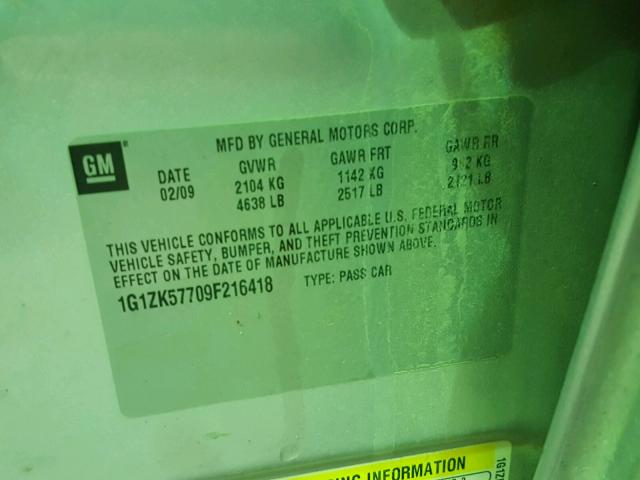 GM
MFD BY GENERAL MOTORS CORP.
DATE GVWR GAWR FRT GAWR RR
02/09 2104 KG 1142 KG KG
4638 LB 2517 LB LB
THIS VEHICLE CONFORMS TO ALL APPLICABLE U.S. FEDERAL MOTOR
VEHICLE SAFETY, BUMPER, AND THEFT PREVENTION STANDARDS IN
EFFECT ON THE DATE OF MANUFACTURE SHOWN ABOVE.
1G1ZK57709F216418 TYPE: PASS CAR
INFORMATION